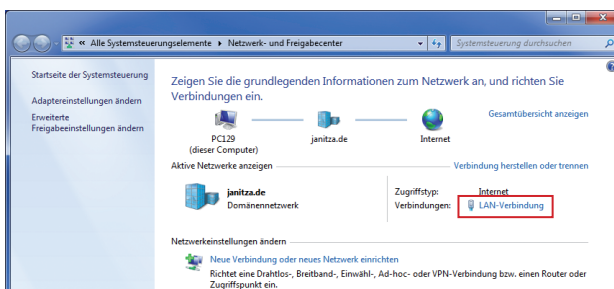 « Alle Systemsteuerungselemente ▸ Netzwerk- und Freigabecenter
Systemsteuerung durchsuchen
Startseite der Systemsteuerung
Adaptereinstellungen ändern
Erweiterte
Freigabeeinstellungen ändern
Zeigen Sie die grundlegenden Informationen zum Netzwerk an, und richten Sie
Verbindungen ein.
Gesamtübersicht anzeigen
PC129
(dieser Computer)
janitza.de
Internet
Aktive Netzwerke anzeigen
Verbindung herstellen oder trennen
janitza.de
Domänennetzwerk
Zugriffstyp: Internet
Verbindungen: LAN-Verbindung
Netzwerkeinstellungen ändern
Neue Verbindung oder neues Netzwerk einrichten
Richtet eine Drahtlos-, Breitband-, Einwähl-, Ad-hoc- oder VPN-Verbindung bzw. einen Router oder
Zugriffspunkt ein.